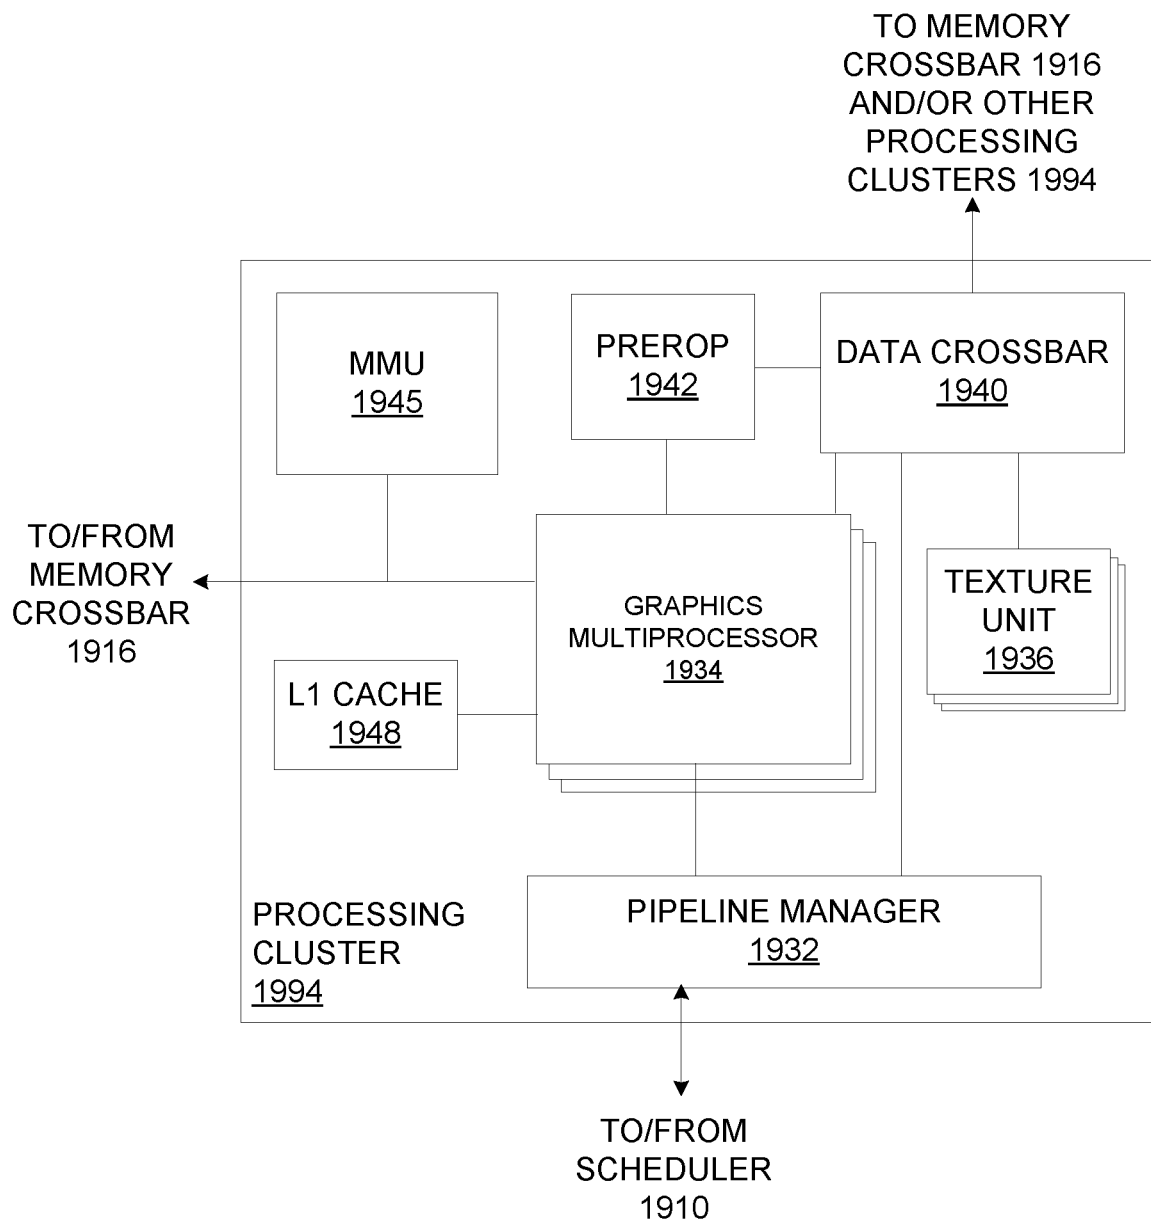 TO MEMORY
CROSSBAR 1916
AND/OR OTHER
PROCESSING
CLUSTERS 1994
MMU
1945
PREROP
1942
DATA CROSSBAR
1940
TO/FROM
MEMORY
CROSSBAR
1916
GRAPHICS
MULTIPROCESSOR
1934
TEXTURE
UNIT
1936
L1 CACHE
1948
PROCESSING
CLUSTER
1994
PIPELINE MANAGER
1932
TO/FROM
SCHEDULER
1910